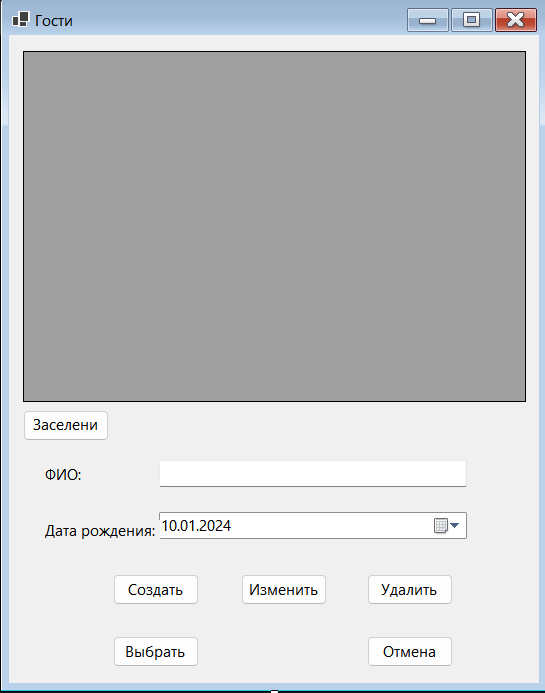 Гости
Заселени
ФИО:
Дата рождения: 10.01.2024
Создать Изменить Удалить
Выбрать Отмена